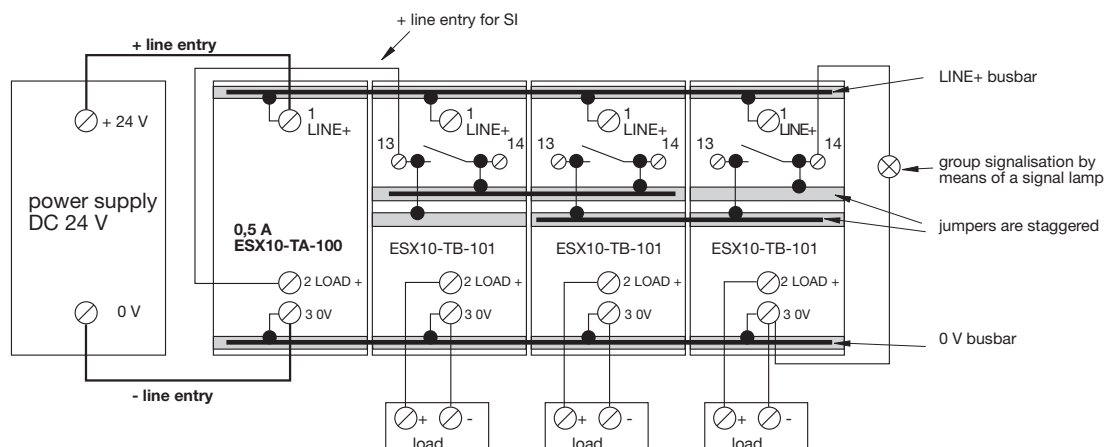 + line entry for SI
+ line entry
LINE+ busbar
+ 24 V
1
LINE+
1
LINE+
1
LINE+
1
LINE+
13
14
13
14
13
14
group signalisation by
means of a signal lamp
power supply
DC 24 V
jumpers are staggered
0,5 A
ESX10-TA-100
ESX10-TB-101
ESX10-TB-101
ESX10-TB-101
2 LOAD +
2 LOAD +
2 LOAD +
2 LOAD +
0 V
3 0V
3 0V
3 0V
3 0V
0 V busbar
- line entry
+ -
+ -
+ -
load
load
load